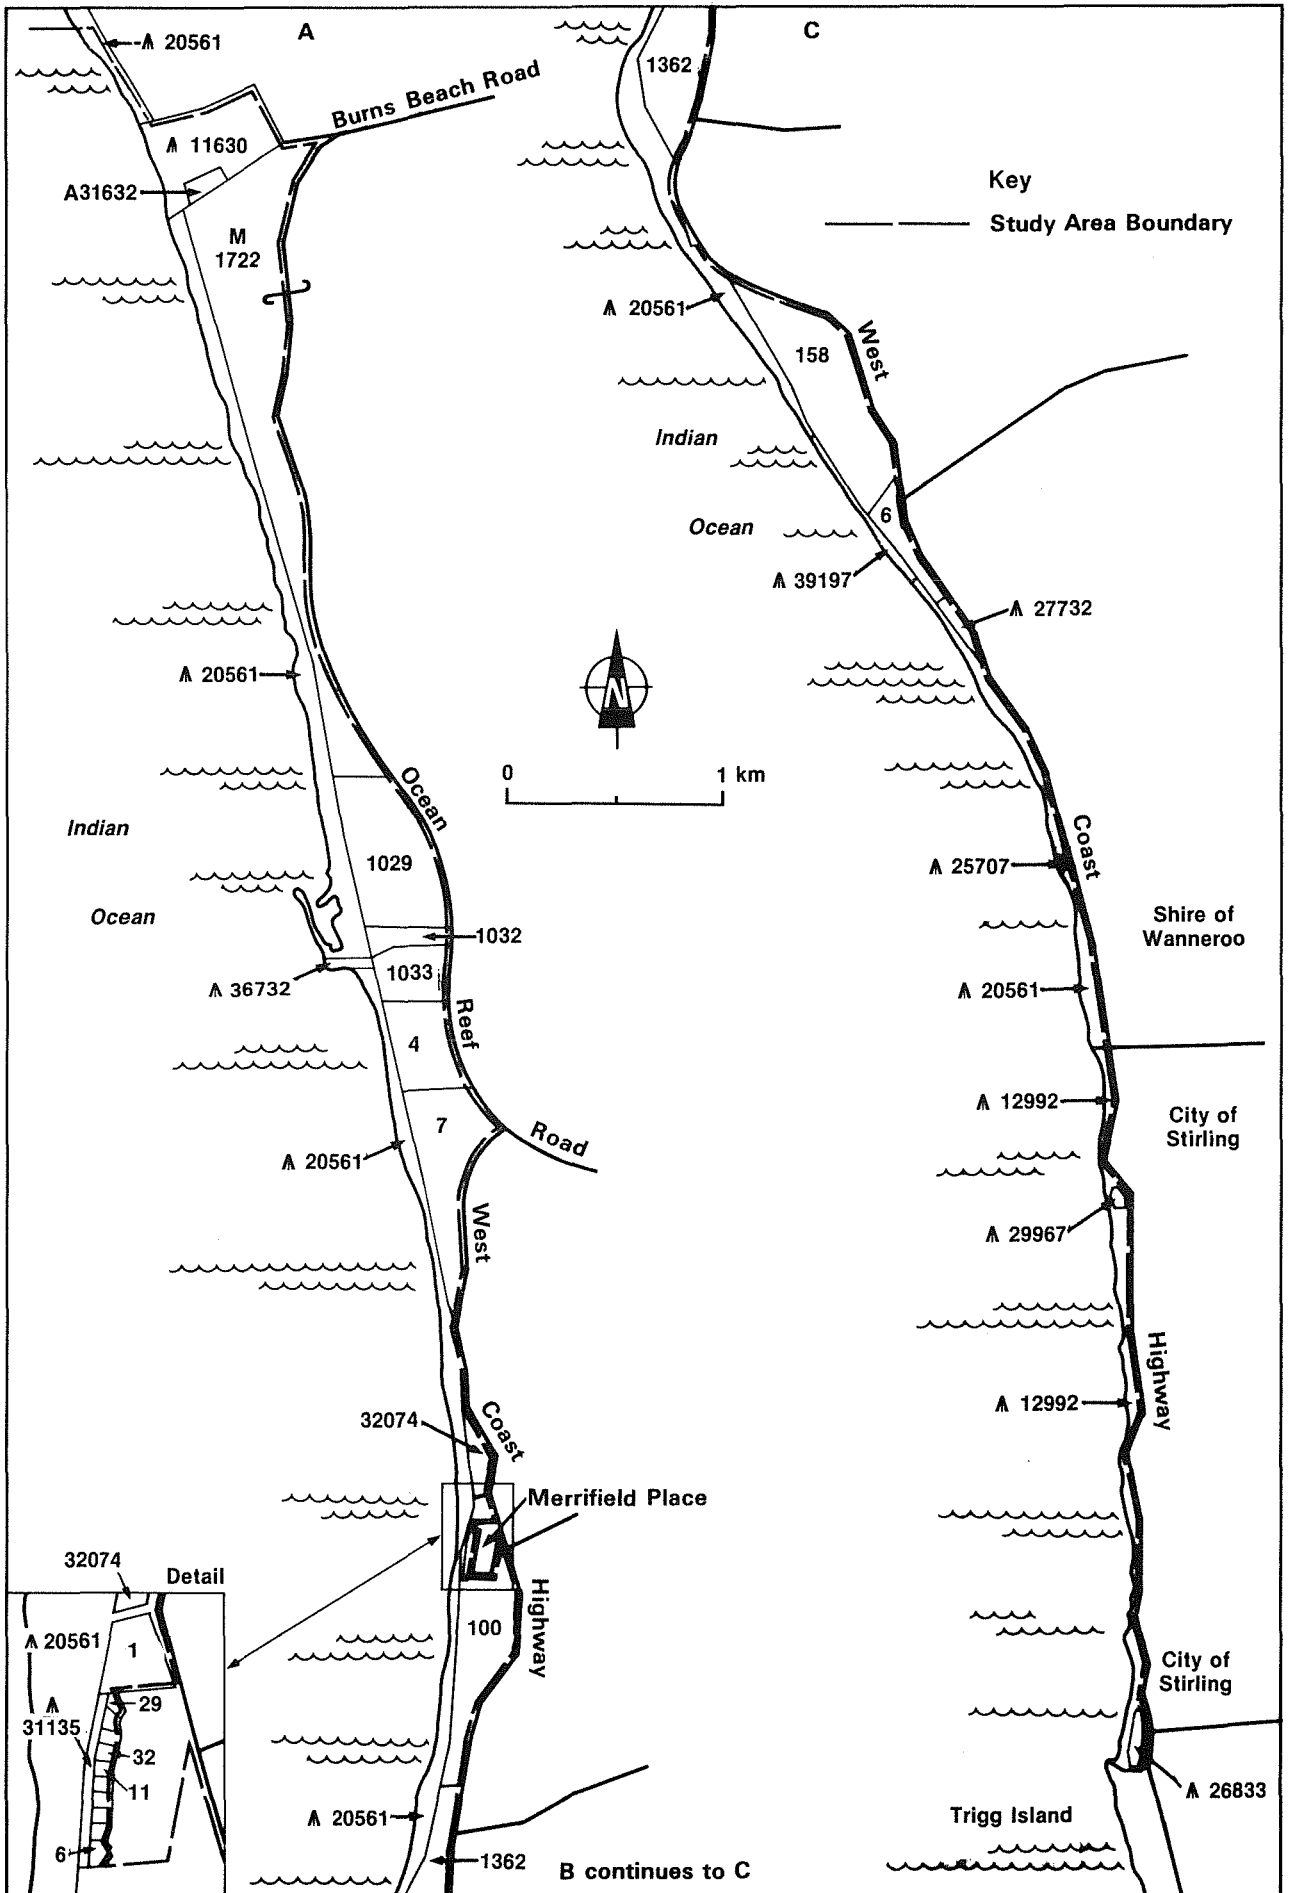 A
A 20561
Burns Beach Road
A 11630
A31632
M
1722
A 20561
Ocean
Indian
1029
Ocean
1032
1033
A 36732
Reef
4
7
Road
A 20561
West
Coast
32074
Merrifield Place
32074
Detail
Highway
100
A 20561
1
A
31135
29
32
11
6
A 20561
1362
B continues to C
C
1362
Key
Study Area Boundary
A 20561
West
158
Indian
6
Ocean
A 39197
A 27732
N
0 1 km
Coast
A 25707
Shire of
Wanneroo
A 20561
A 12992
City of
Stirling
A 29967
Highway
A 12992
City of
Stirling
A 26833
Trigg Island